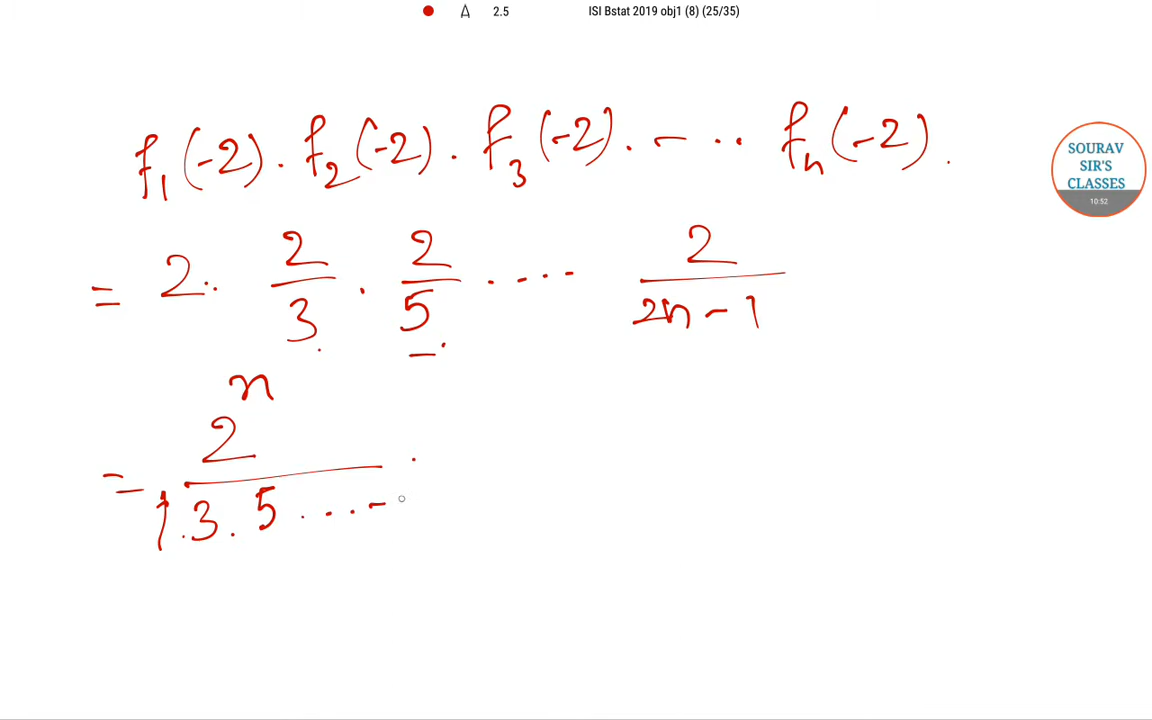 A 2.5 ISI Bstat 2019 obj1 (8) (25/35)
f₁(-2) . f₂(-2) . f₃(-2) . - .. fₙ(-2) .
SOURAV
SIR'S
CLASSES
10:52
= 2 . 2/3 . 2/5 . .... 2/(2n-1)
= 2ⁿ/(1.3.5....-